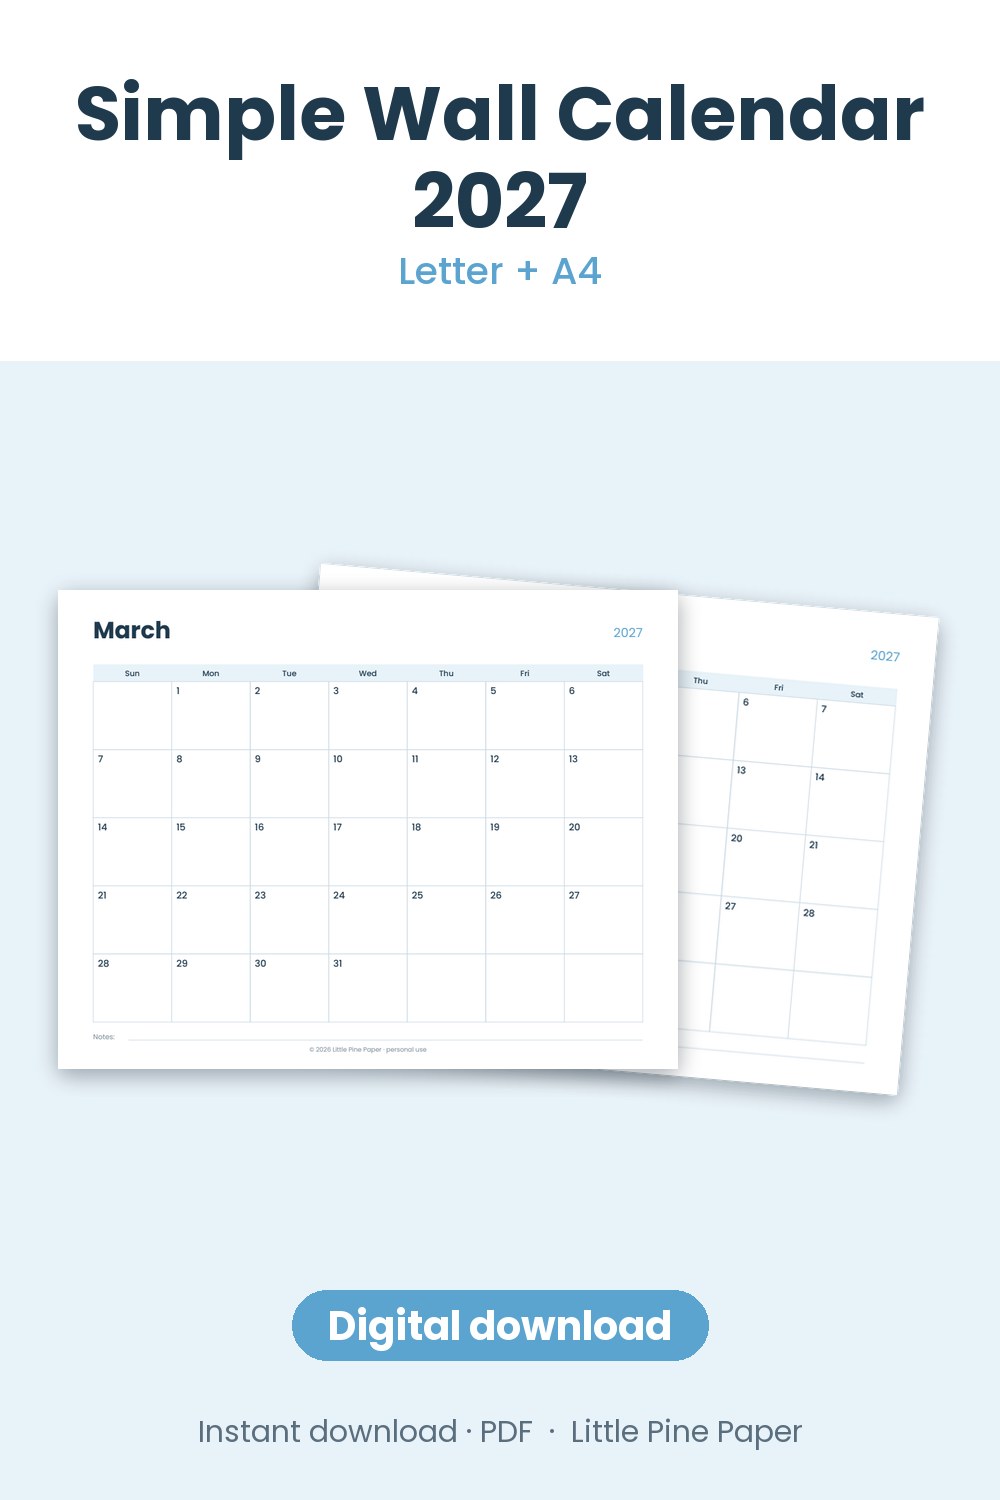 Simple Wall Calendar
2027
Letter + A4
March
2027
Sun Mon Tue Wed Thu Fri Sat
1 2 3 4 5 6
7 8 9 10 11 12 13
14 15 16 17 18 19 20
21 22 23 24 25 26 27
28 29 30 31
Notes:
© 2026 Little Pine Paper · personal use
2027
Thu Fri Sat
6 7
13 14
20 21
27 28
Digital download
Instant download · PDF · Little Pine Paper